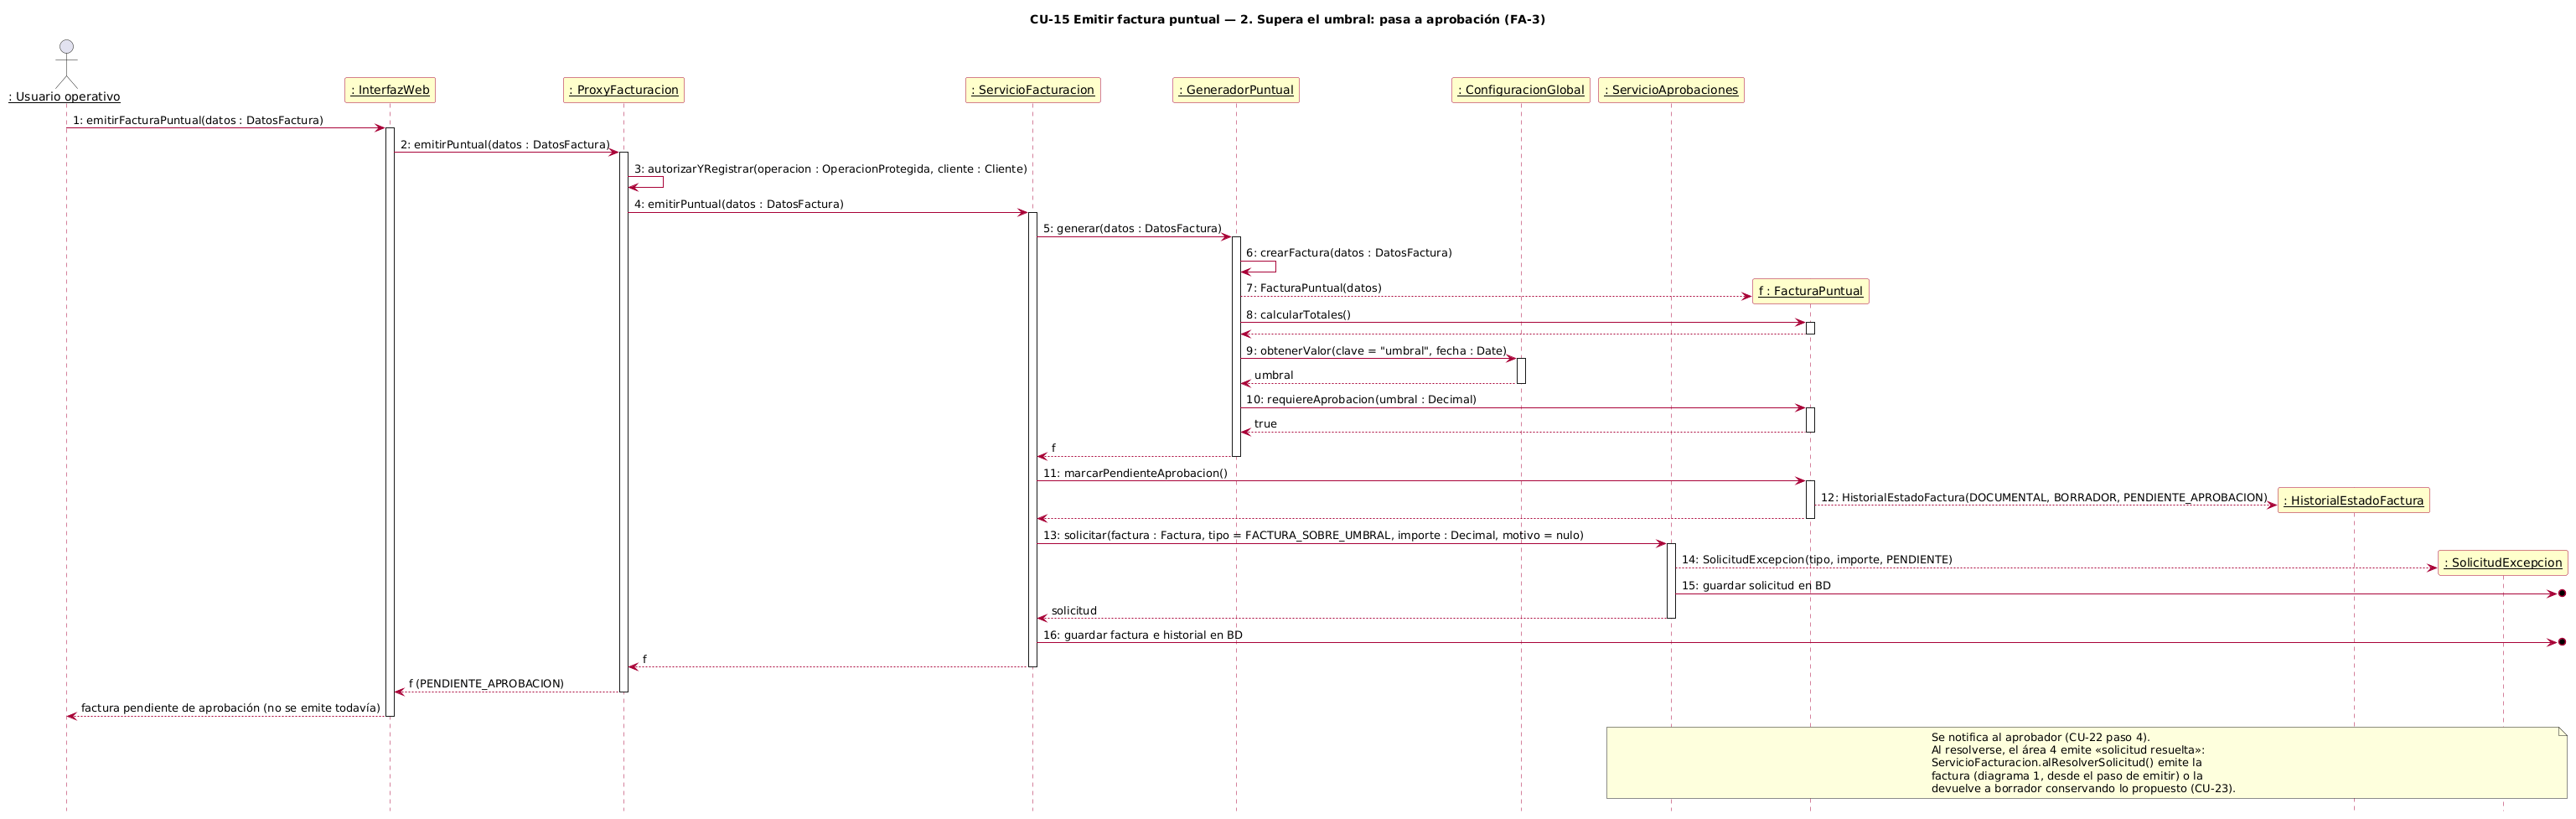 CU-15 Emitir factura puntual — 2. Supera el umbral: pasa a aprobación (FA-3)
: Usuario operativo
: InterfazWeb
: ProxyFacturacion
: ServicioFacturacion
: GeneradorPuntual
: ConfiguracionGlobal
: ServicioAprobaciones
1: emitirFacturaPuntual(datos : DatosFactura)
2: emitirPuntual(datos : DatosFactura)
3: autorizarYRegistrar(operacion : OperacionProtegida, cliente : Cliente)
4: emitirPuntual(datos : DatosFactura)
5: generar(datos : DatosFactura)
6: crearFactura(datos : DatosFactura)
7: FacturaPuntual(datos)
f : FacturaPuntual
8: calcularTotales()
9: obtenerValor(clave = "umbral", fecha : Date)
umbral
10: requiereAprobacion(umbral : Decimal)
true
f
11: marcarPendienteAprobacion()
12: HistorialEstadoFactura(DOCUMENTAL, BORRADOR, PENDIENTE_APROBACION)
: HistorialEstadoFactura
13: solicitar(factura : Factura, tipo = FACTURA_SOBRE_UMBRAL, importe : Decimal, motivo = nulo)
14: SolicitudExcepcion(tipo, importe, PENDIENTE)
: SolicitudExcepcion
15: guardar solicitud en BD
solicitud
16: guardar factura e historial en BD
f
f (PENDIENTE_APROBACION)
factura pendiente de aprobación (no se emite todavía)
Se notifica al aprobador (CU-22 paso 4).
Al resolverse, el área 4 emite «solicitud resuelta»:
ServicioFacturacion.alResolverSolicitud() emite la
factura (diagrama 1, desde el paso de emitir) o la
devuelve a borrador conservando lo propuesto (CU-23).